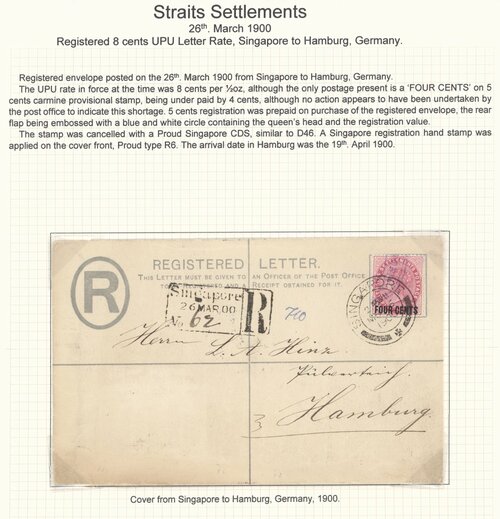 Straits Settlements
26th. March 1900
Registered 8 cents UPU Letter Rate, Singapore to Hamburg, Germany.
Registered envelope posted on the 26th. March 1900 from Singapore to Hamburg, Germany.
The UPU rate in force at the time was 8 cents per ½oz, although the only postage present is a 'FOUR CENTS' on 5
cents carmine provisional stamp, being under paid by 4 cents, although no action appears to have been undertaken by
the post office to indicate this shortage. 5 cents registration was prepaid on purchase of the registered envelope, the rear
flap being embossed with a blue and white circle containing the queen's head and the registration value.
The stamp was cancelled with a Proud Singapore CDS, similar to D46. A Singapore registration hand stamp was
applied on the cover front, Proud type R6. The arrival date in Hamburg was the 19th. April 1900.
REGISTERED LETTER.
THIS LETTER MUST BE GIVEN TO AN OFFICER OF THE POST OFFICE
TO BE REGISTERED AND A RECEIPT OBTAINED FOR IT.
R
Singapore
26 MAR.00
No. 62
R
710
SINGAPORE
FOUR CENTS
Herrn L. A. Hinz
Pülverteich.
Hamburg.
Cover from Singapore to Hamburg, Germany, 1900.